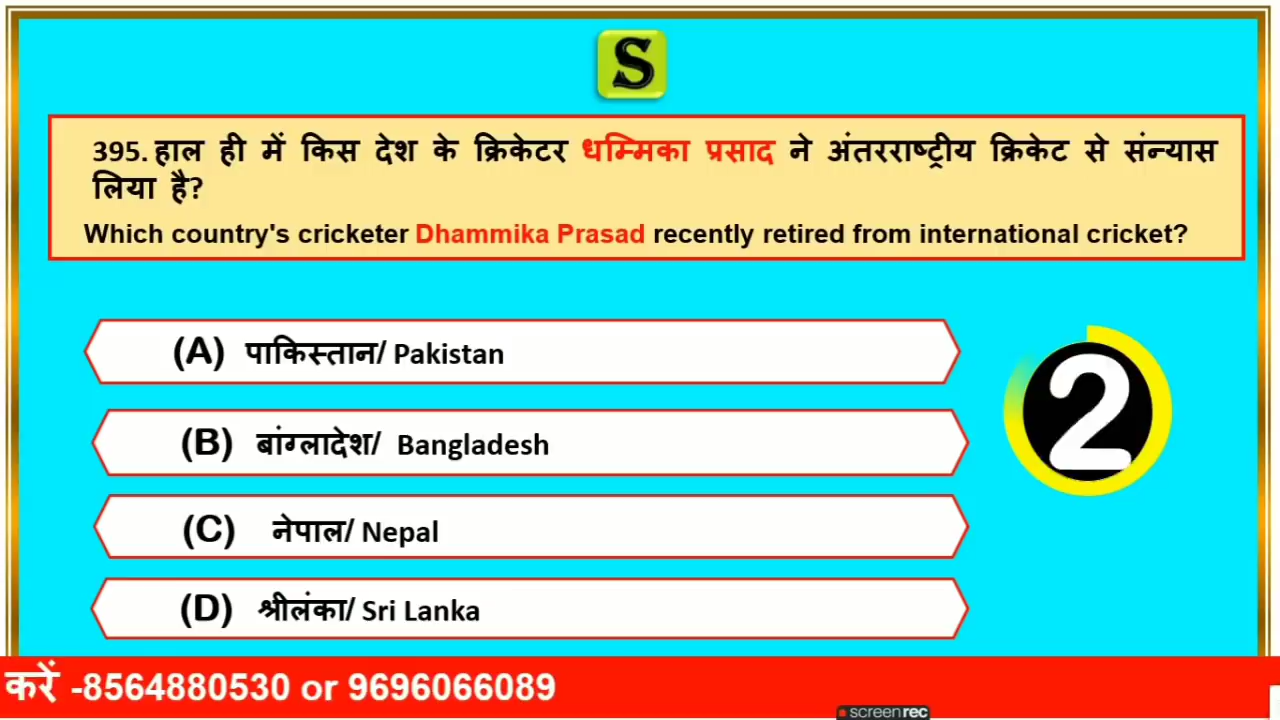 S
395. हाल ही में किस देश के क्रिकेटर धम्मिका प्रसाद ने अंतरराष्ट्रीय क्रिकेट से संन्यास
लिया है?
Which country's cricketer Dhammika Prasad recently retired from international cricket?
(A) पाकिस्तान/ Pakistan
2
(B) बांग्लादेश/ Bangladesh
(C) नेपाल/ Nepal
(D) श्रीलंका/ Sri Lanka
करें -8564880530 or 9696066089
screenrec